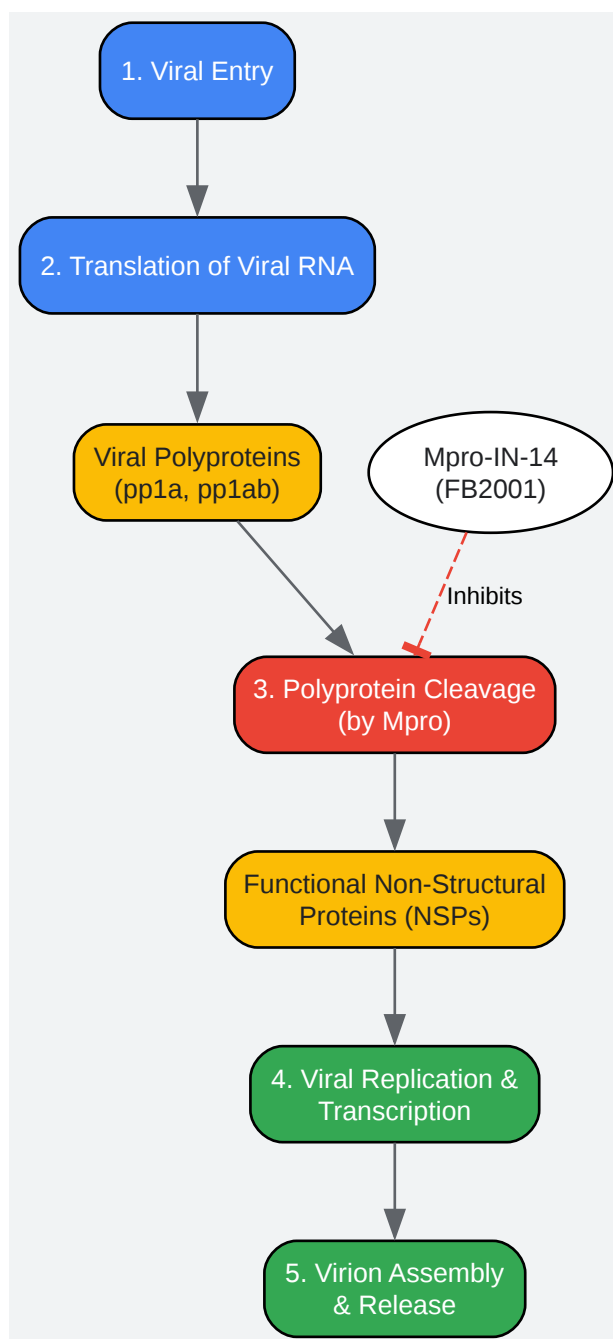 1. Viral Entry
2. Translation of Viral RNA
Viral Polyproteins
(pp1a, pp1ab)
Mpro-IN-14
(FB2001)
Inhibits
3. Polyprotein Cleavage
(by Mpro)
Functional Non-Structural
Proteins (NSPs)
4. Viral Replication &
Transcription
5. Virion Assembly
& Release